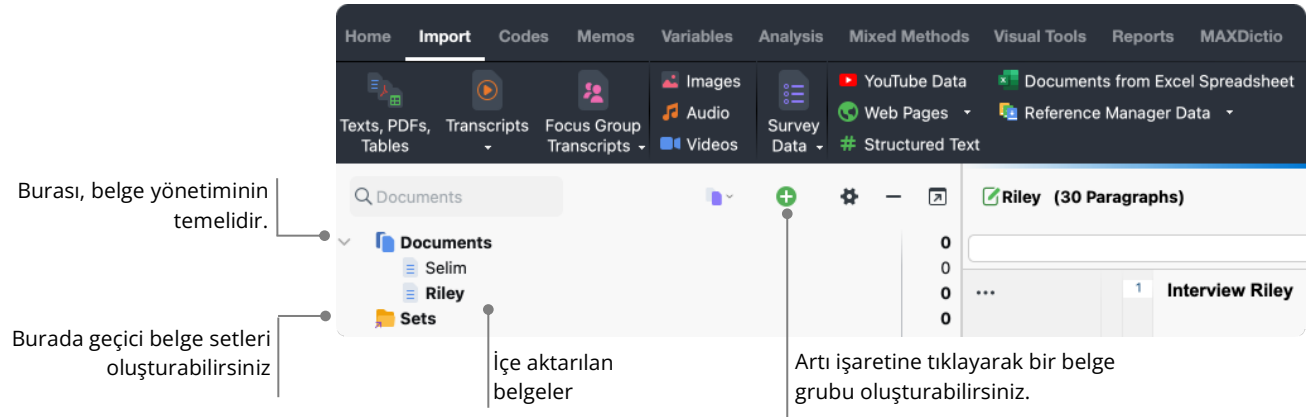 Home Import Codes Memos Variables Analysis Mixed Methods Visual Tools Reports MAXDictio
Texts, PDFs,
Tables
Transcripts
Focus Group
Transcripts
Images
Audio
Videos
Survey
Data
YouTube Data
Web Pages
# Structured Text
Documents from Excel Spreadsheet
Reference Manager Data
Burası, belge yönetiminin
temelidir.
Documents
Riley (30 Paragraphs)
Documents 0
Selim 0
Riley 0
Sets 0
... 1 Interview Riley
Burada geçici belge setleri
oluşturabilirsiniz
İçe aktarılan
belgeler
Artı işaretine tıklayarak bir belge
grubu oluşturabilirsiniz.